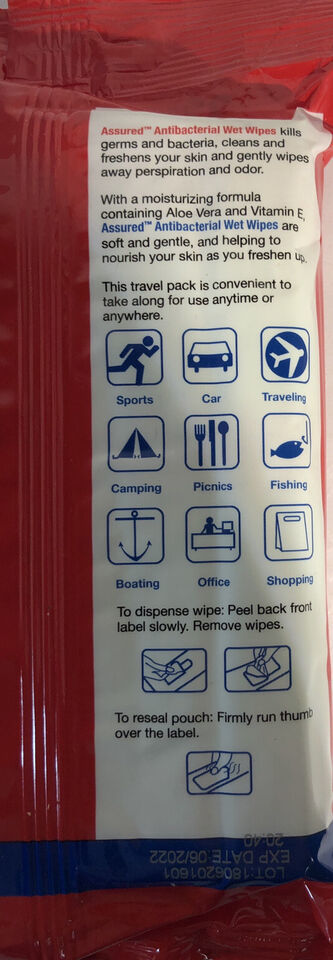 Assured™ Antibacterial Wet Wipes kills
germs and bacteria, cleans and
freshens your skin and gently wipes
away perspiration and odor.
With a moisturizing formula
containing Aloe Vera and Vitamin E,
Assured™ Antibacterial Wet Wipes are
soft and gentle, and helping to
nourish your skin as you freshen up.
This travel pack is convenient to
take along for use anytime or
anywhere.
Sports Car Traveling
Camping Picnics Fishing
Boating Office Shopping
To dispense wipe: Peel back front
label slowly. Remove wipes.
To reseal pouch: Firmly run thumb
over the label.
LOT:1806201601
EXP DATE:06/2022
20:40